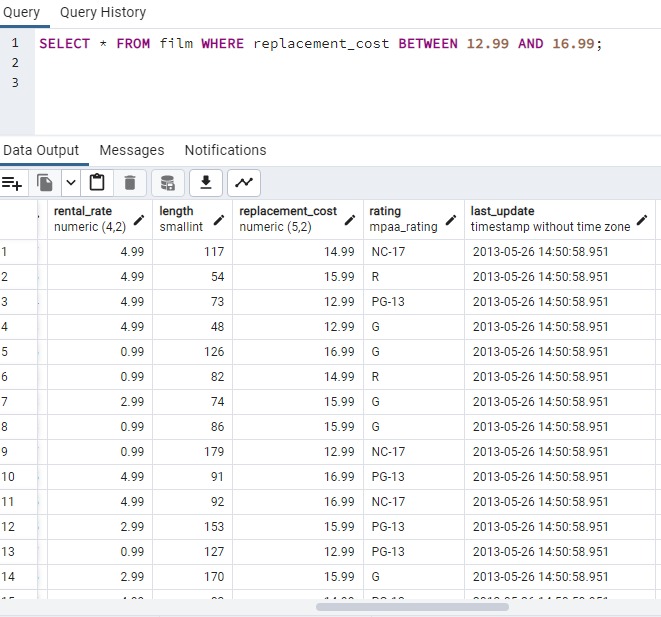 Query Query History
1 SELECT * FROM film WHERE replacement_cost BETWEEN 12.99 AND 16.99;
2
3
Data Output Messages Notifications
rental_rate length replacement_cost rating last_update
numeric (4,2) smallint numeric (5,2) mpaa_rating timestamp without time zone
1 4.99 117 14.99 NC-17 2013-05-26 14:50:58.951
2 4.99 54 15.99 R 2013-05-26 14:50:58.951
3 4.99 73 12.99 PG-13 2013-05-26 14:50:58.951
4 4.99 48 12.99 G 2013-05-26 14:50:58.951
5 0.99 126 16.99 G 2013-05-26 14:50:58.951
6 0.99 82 14.99 R 2013-05-26 14:50:58.951
7 2.99 74 15.99 G 2013-05-26 14:50:58.951
8 0.99 86 15.99 G 2013-05-26 14:50:58.951
9 0.99 179 12.99 NC-17 2013-05-26 14:50:58.951
10 4.99 91 16.99 PG-13 2013-05-26 14:50:58.951
11 4.99 92 16.99 NC-17 2013-05-26 14:50:58.951
12 2.99 153 15.99 PG-13 2013-05-26 14:50:58.951
13 0.99 127 12.99 PG-13 2013-05-26 14:50:58.951
14 2.99 170 15.99 G 2013-05-26 14:50:58.951